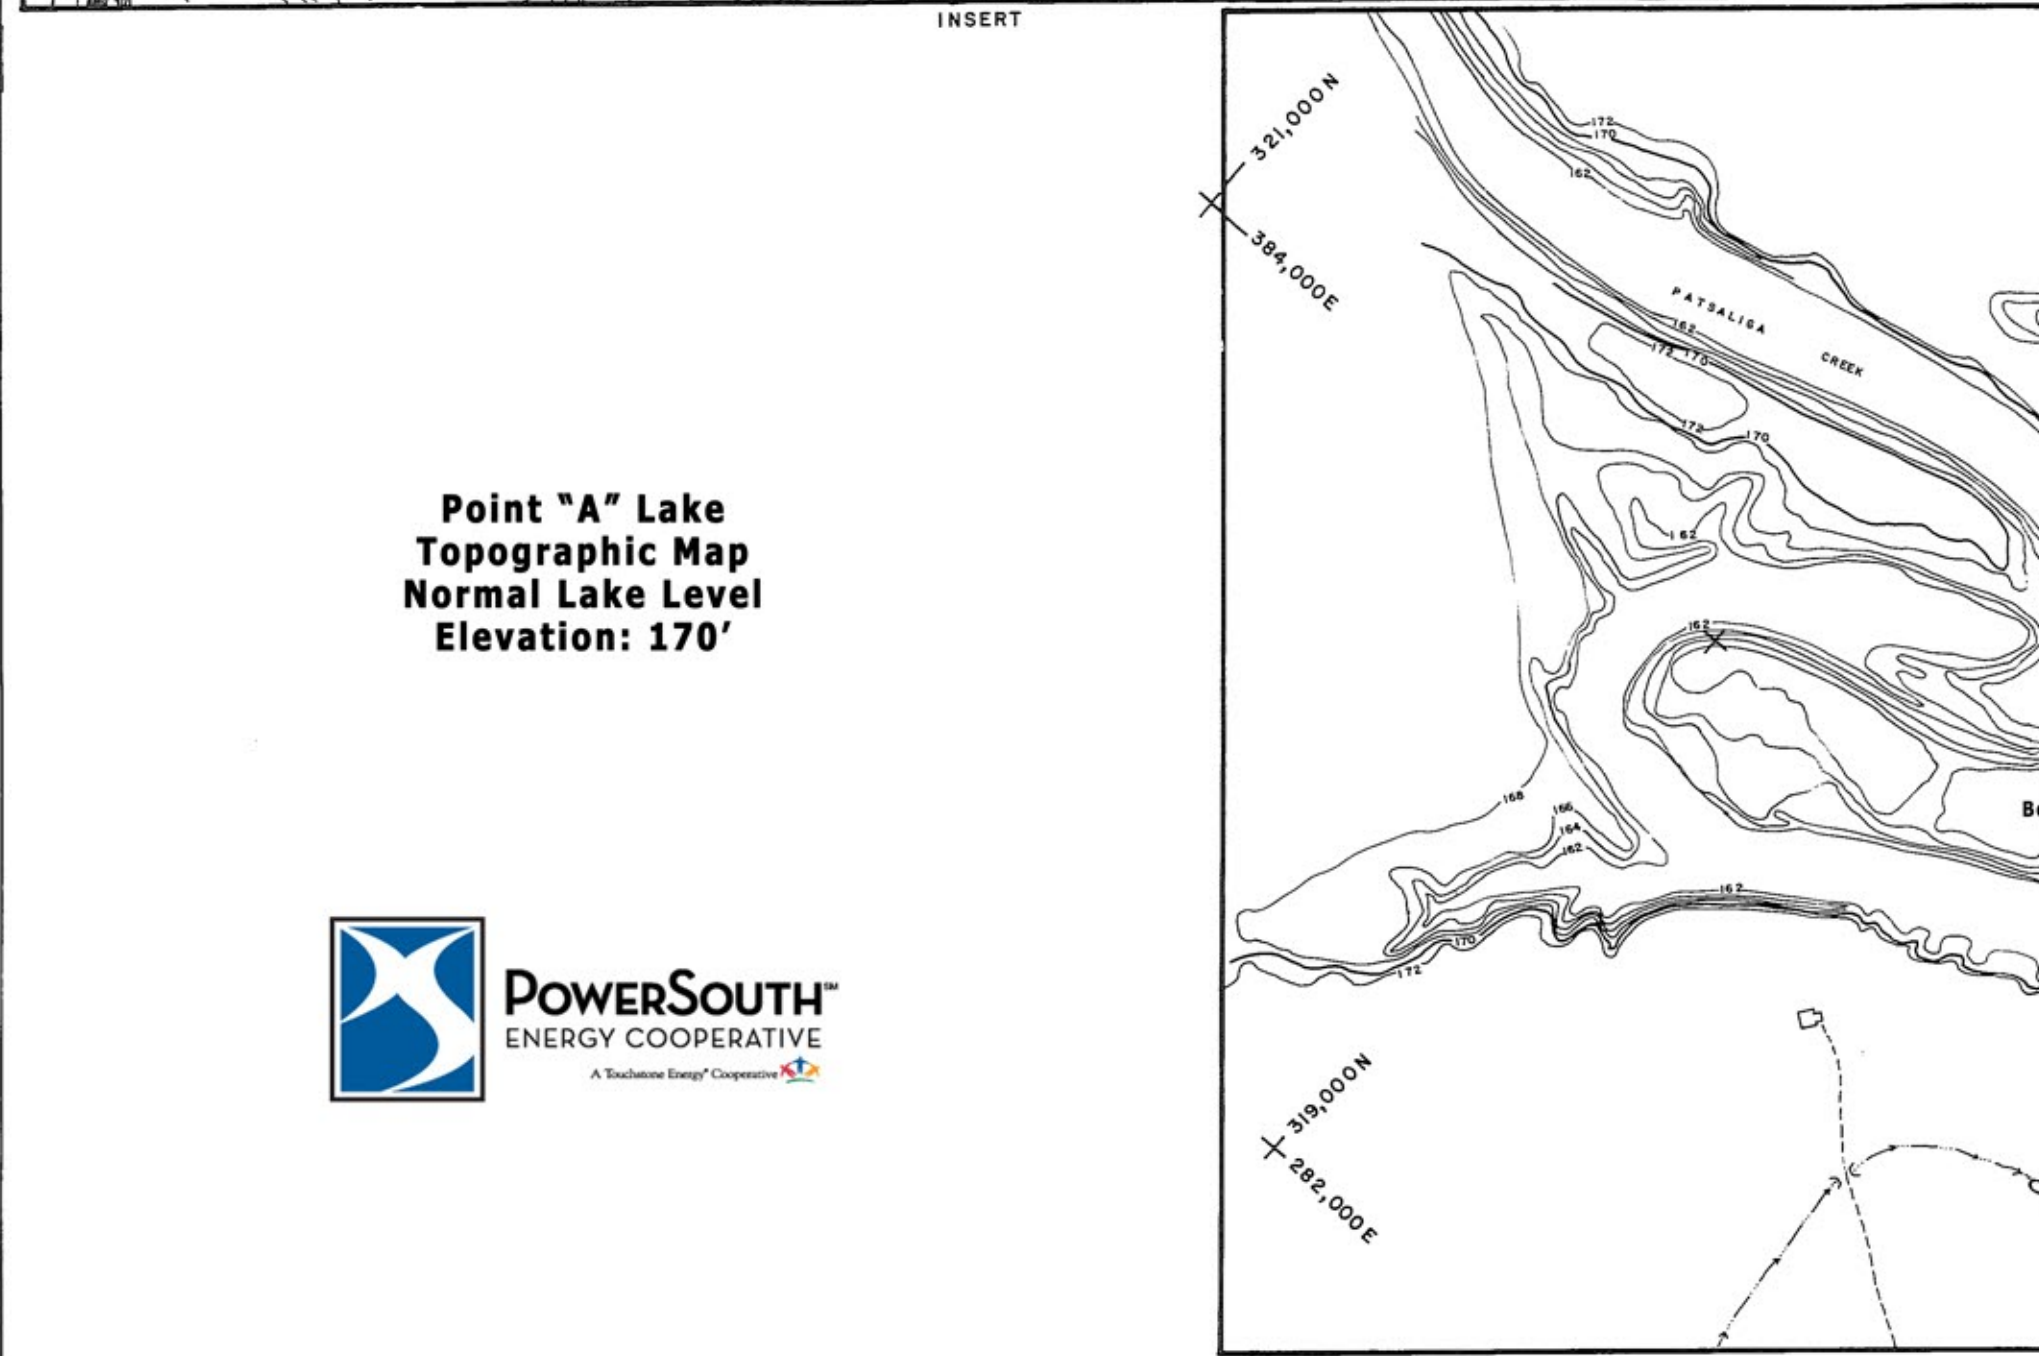 INSERT
321,000N
384,000E
172
170
162
PATSALIGA
CREEK
162
172 170
172
170
162
162
Point “A” Lake
Topographic Map
Normal Lake Level
Elevation: 170’
168
166
164
162
162
170
172
POWERSOUTH℠
ENERGY COOPERATIVE
A Touchstone Energy® Cooperative
319,000N
282,000E